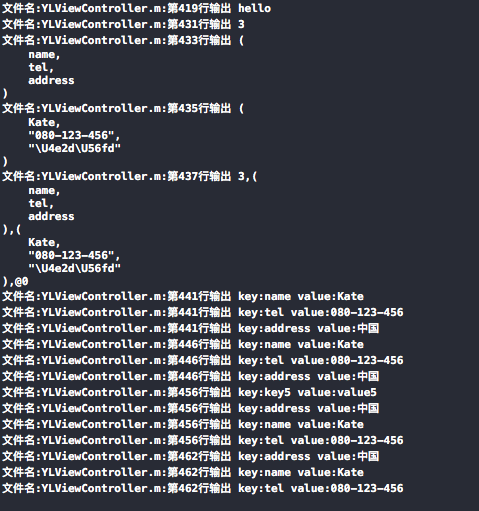 文件名:YLViewController.m:第419行输出 hello
文件名:YLViewController.m:第431行输出 3
文件名:YLViewController.m:第433行输出 (
    name,
    tel,
    address
)
文件名:YLViewController.m:第435行输出 (
    Kate,
    "080-123-456",
    "\U4e2d\U56fd"
)
文件名:YLViewController.m:第437行输出 3,(
    name,
    tel,
    address
),(
    Kate,
    "080-123-456",
    "\U4e2d\U56fd"
),@0
文件名:YLViewController.m:第441行输出 key:name value:Kate
文件名:YLViewController.m:第441行输出 key:tel value:080-123-456
文件名:YLViewController.m:第441行输出 key:address value:中国
文件名:YLViewController.m:第446行输出 key:name value:Kate
文件名:YLViewController.m:第446行输出 key:tel value:080-123-456
文件名:YLViewController.m:第446行输出 key:address value:中国
文件名:YLViewController.m:第456行输出 key:key5 value:value5
文件名:YLViewController.m:第456行输出 key:address value:中国
文件名:YLViewController.m:第456行输出 key:name value:Kate
文件名:YLViewController.m:第456行输出 key:tel value:080-123-456
文件名:YLViewController.m:第462行输出 key:address value:中国
文件名:YLViewController.m:第462行输出 key:name value:Kate
文件名:YLViewController.m:第462行输出 key:tel value:080-123-456